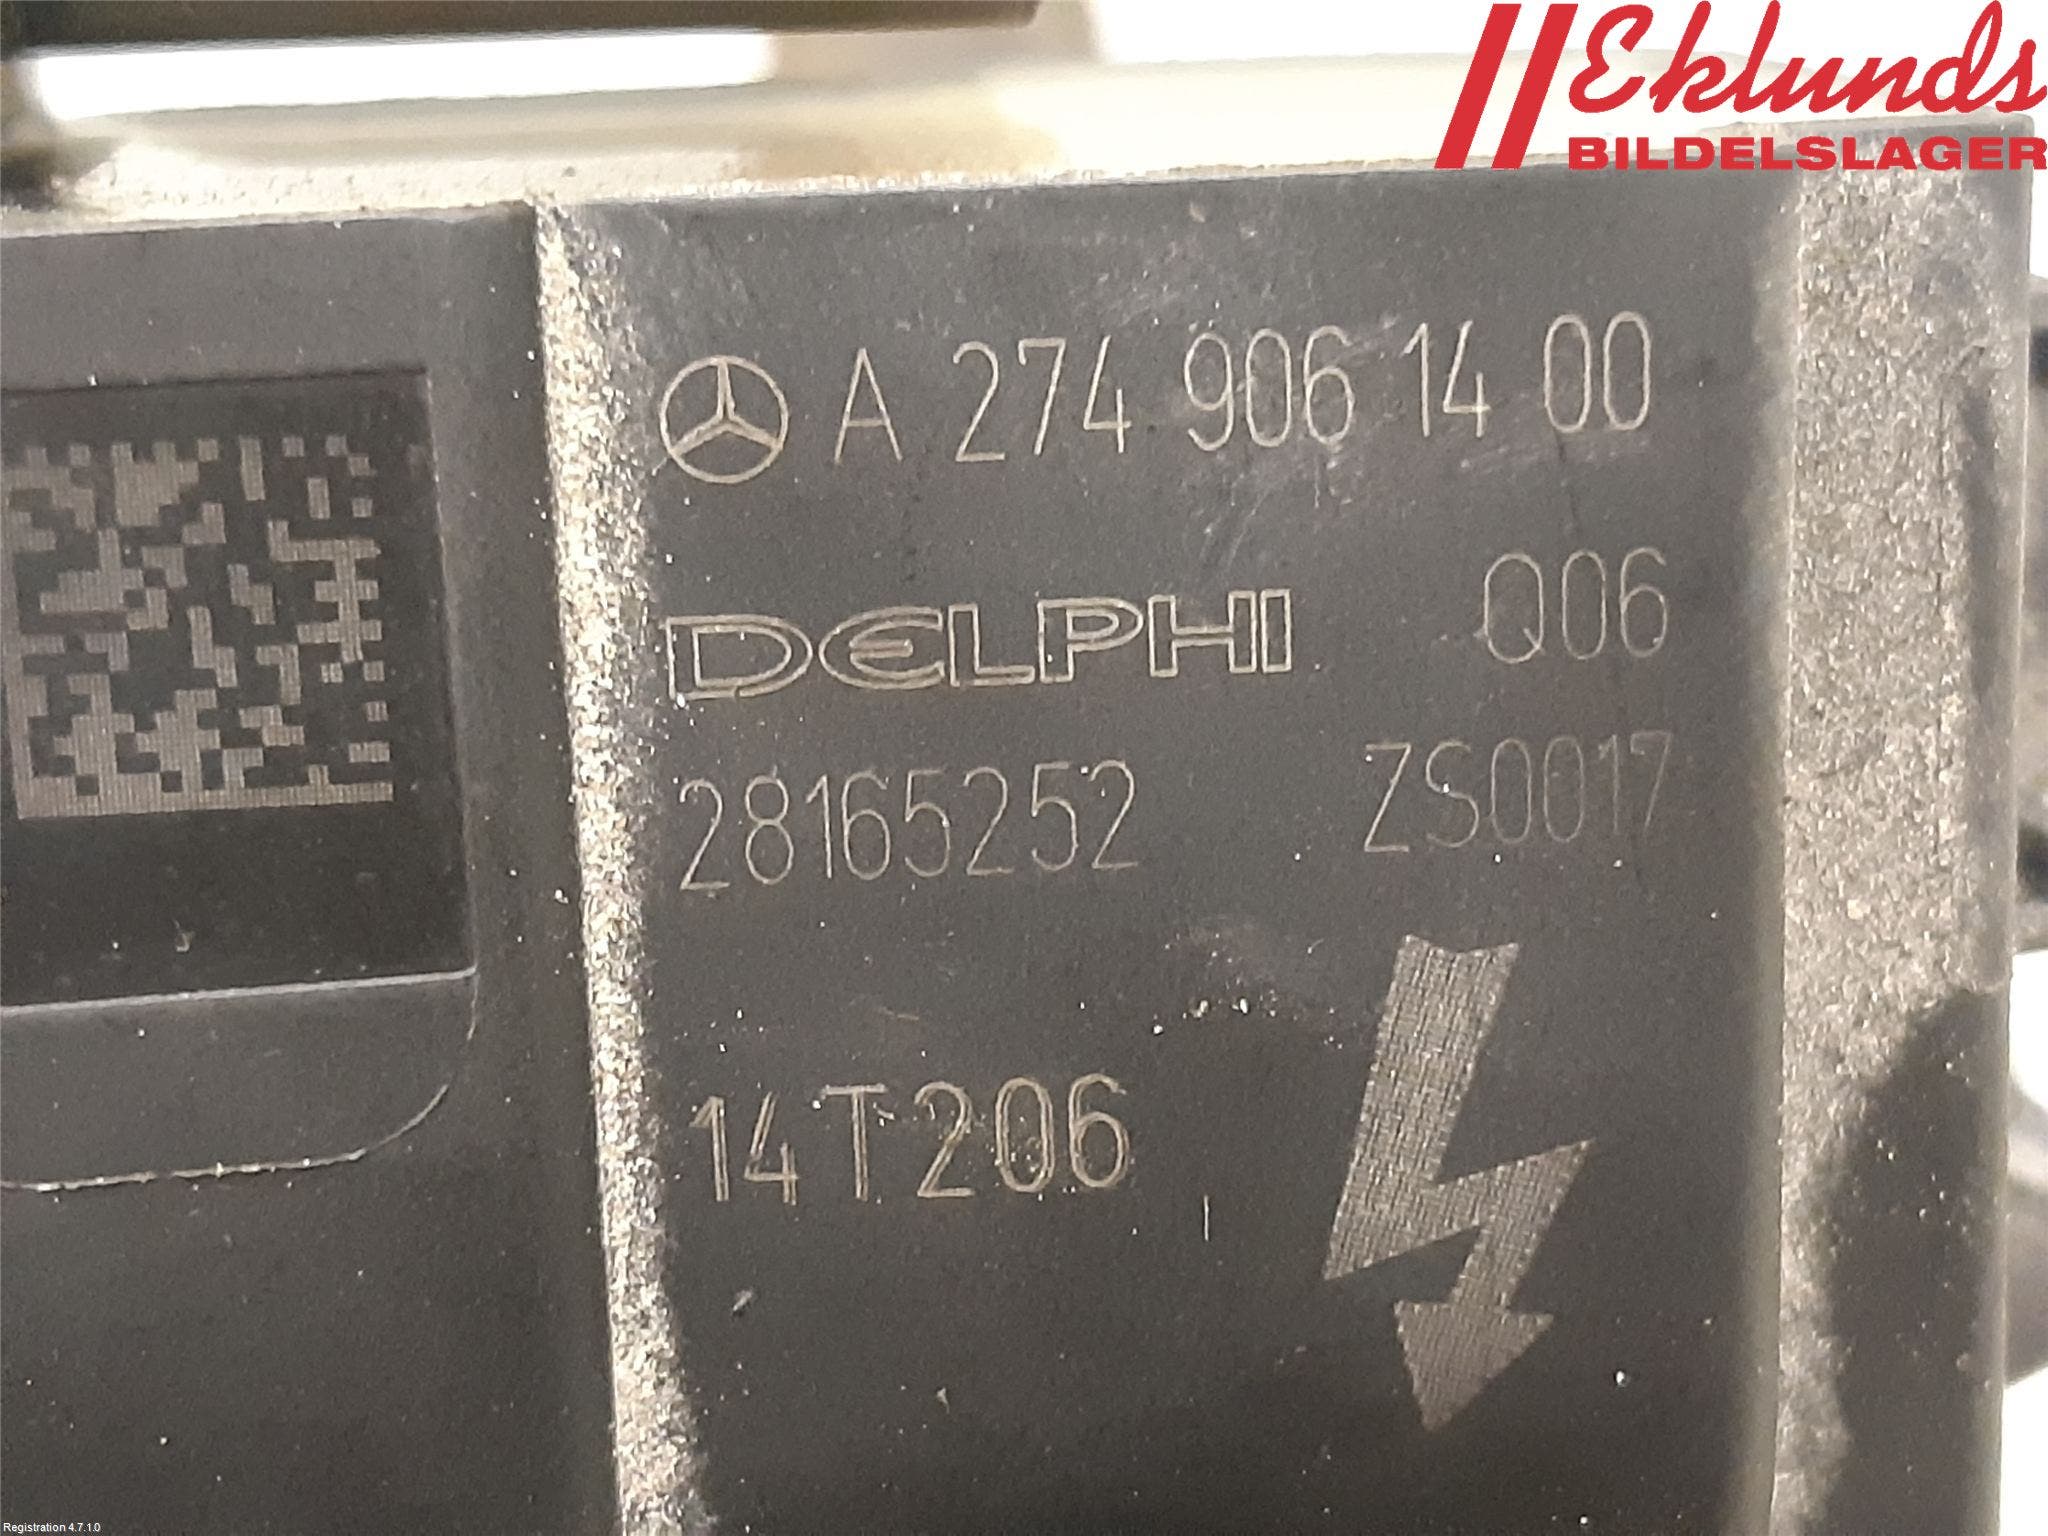 Eklunds
BILDELSLAGER
A 274 906 14 00
DELPHI Q06
28165252 ZS0017
14T206
Registration 4.7.1.0